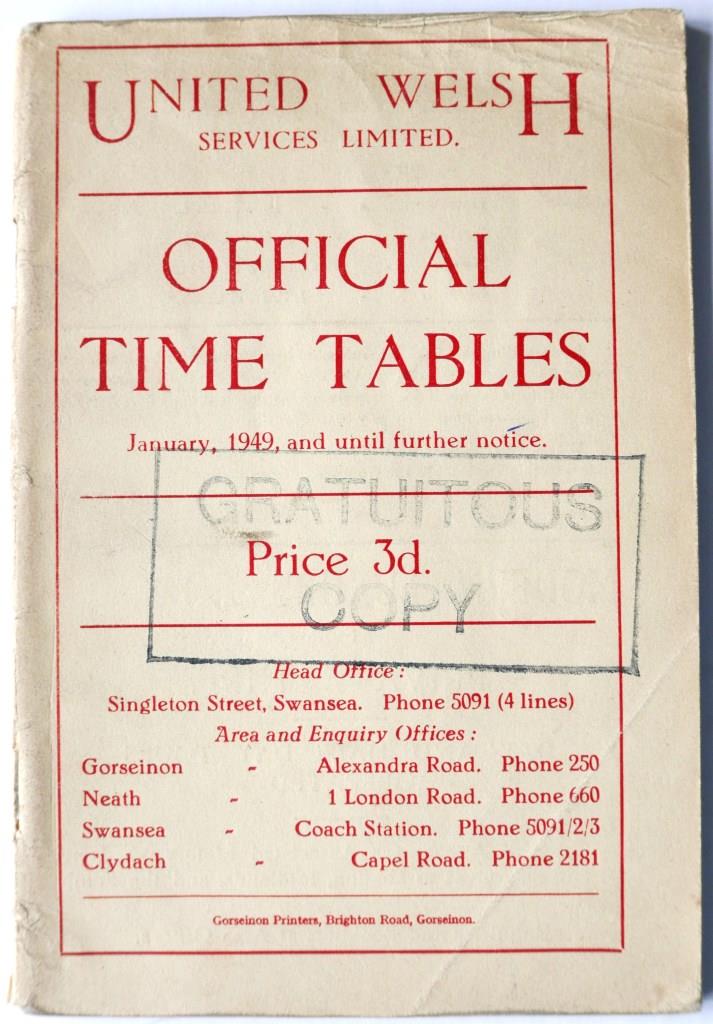 UNITED WELSH
SERVICES LIMITED.
OFFICIAL
TIME TABLES
January, 1949, and until further notice.
GRATUITOUS
Price 3d.
COPY
Head Office :
Singleton Street, Swansea. Phone 5091 (4 lines)
Area and Enquiry Offices :
Gorseinon - Alexandra Road. Phone 250
Neath - 1 London Road. Phone 660
Swansea - Coach Station. Phone 5091/2/3
Clydach - Capel Road. Phone 2181
Gorseinon Printers, Brighton Road, Gorseinon.